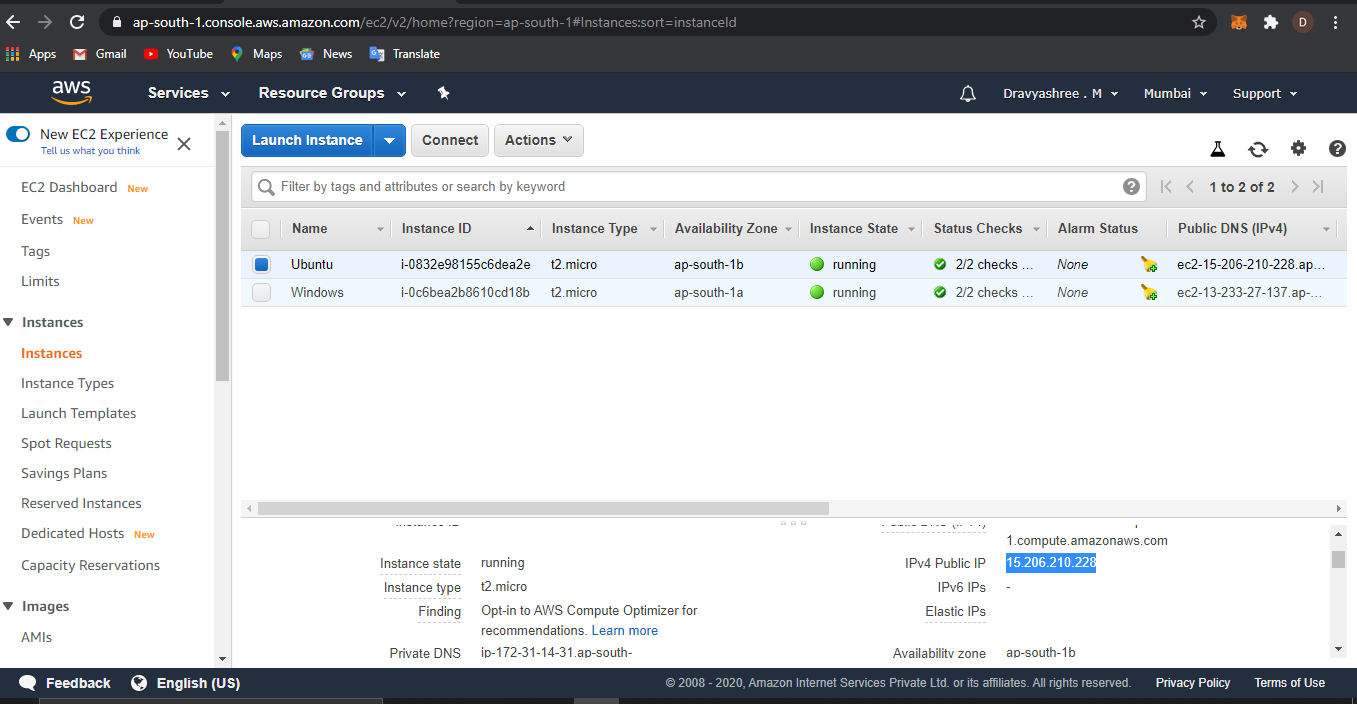 ap-south-1.console.aws.amazon.com/ec2/v2/home?region=ap-south-1#Instances:sort=instanceId
D
Apps Gmail YouTube Maps News Translate
aws Services Resource Groups Dravyashree . M Mumbai Support
New EC2 Experience
Tell us what you think
EC2 Dashboard New
Events New
Tags
Limits
Instances
Instances
Instance Types
Launch Templates
Spot Requests
Savings Plans
Reserved Instances
Dedicated Hosts New
Capacity Reservations
Images
AMIs
Launch Instance Connect Actions
Filter by tags and attributes or search by keyword 1 to 2 of 2
Name Instance ID Instance Type Availability Zone Instance State Status Checks Alarm Status Public DNS (IPv4)
Ubuntu i-0832e98155c6dea2e t2.micro ap-south-1b running 2/2 checks ... None ec2-15-206-210-228.ap...
Windows i-0c6bea2b8610cd18b t2.micro ap-south-1a running 2/2 checks ... None ec2-13-233-27-137.ap-...
1.compute.amazonaws.com
Instance state running IPv4 Public IP 15.206.210.228
Instance type t2.micro IPv6 IPs -
Finding Opt-in to AWS Compute Optimizer for Elastic IPs
recommendations. Learn more
Private DNS ip-172-31-14-31.ap-south- Availability zone ap-south-1b
Feedback English (US) © 2008 - 2020, Amazon Internet Services Private Ltd. or its affiliates. All rights reserved. Privacy Policy Terms of Use